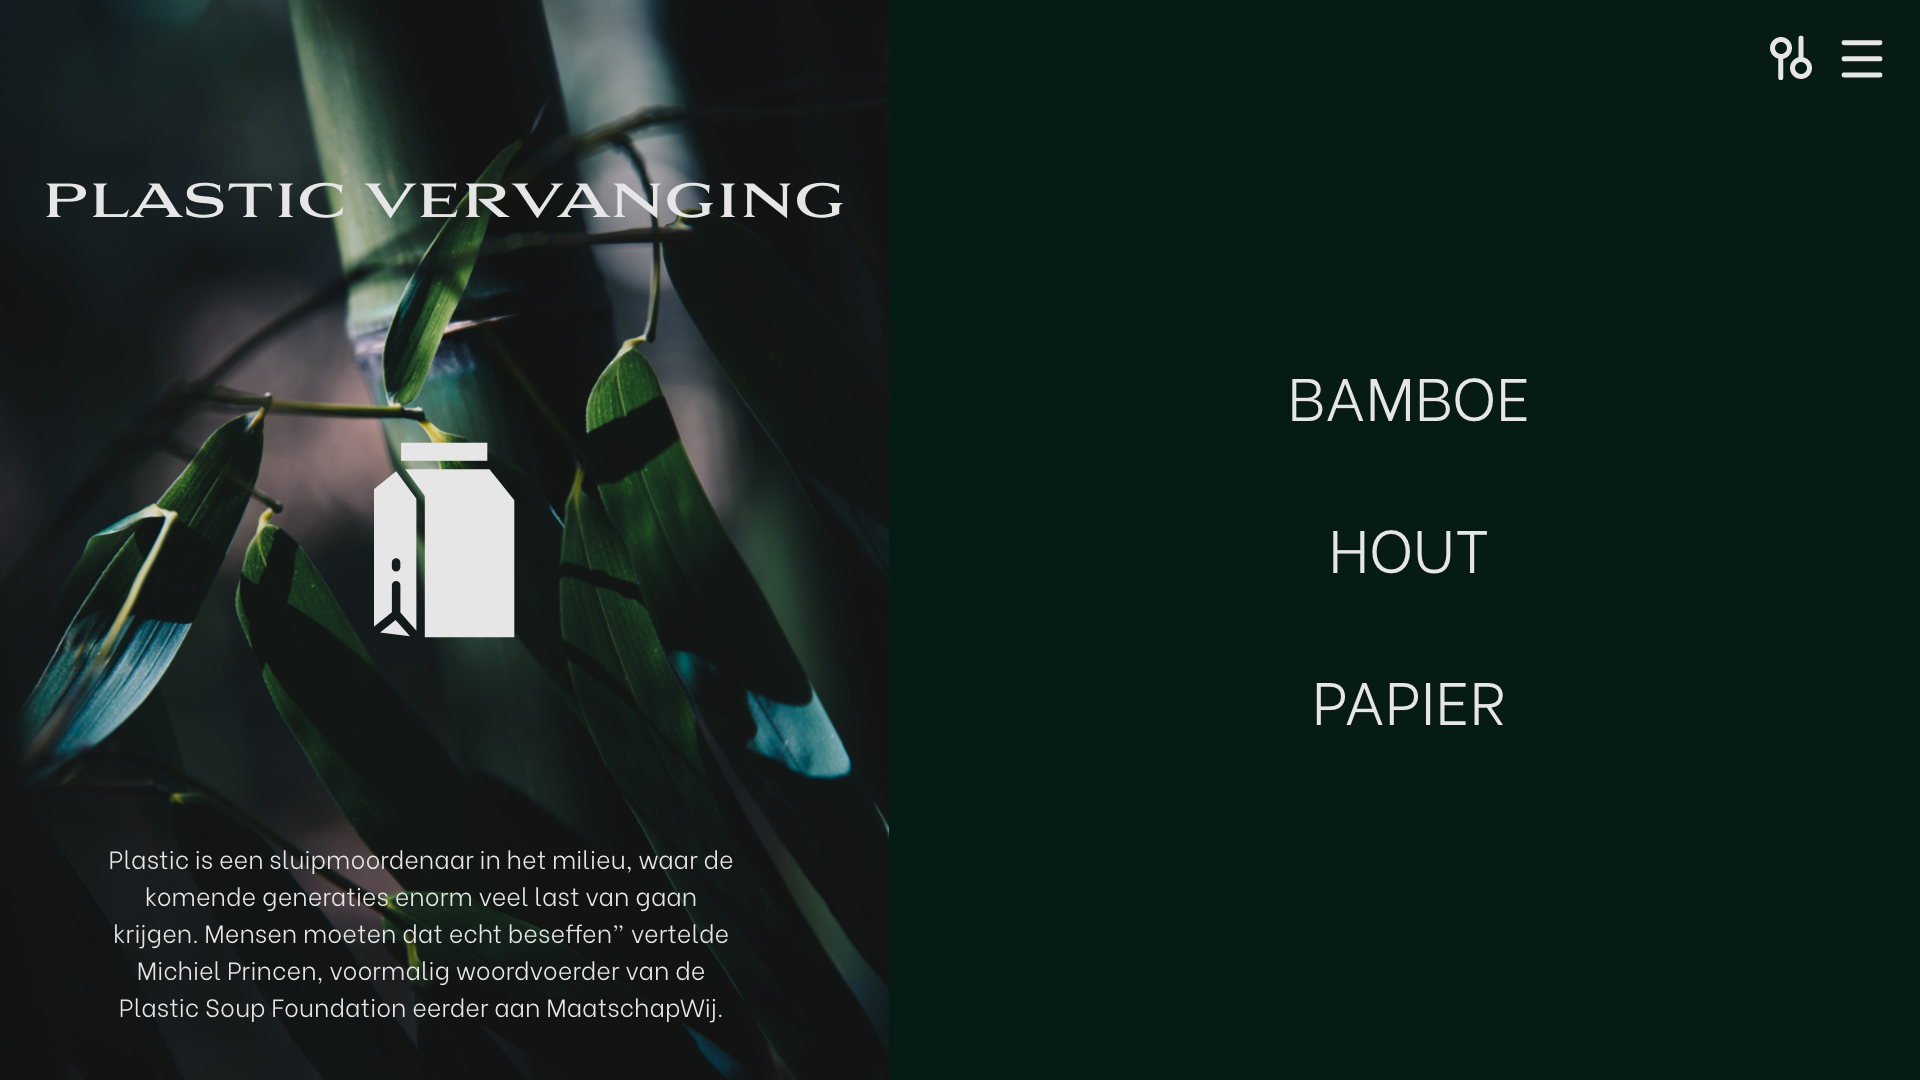 PLASTIC VERVANGING
Plastic is een sluipmoordenaar in het milieu, waar de
komende generaties enorm veel last van gaan
krijgen. Mensen moeten dat echt beseffen” vertelde
Michiel Princen, voormalig woordvoerder van de
Plastic Soup Foundation eerder aan MaatschapWij.
BAMBOE
HOUT
PAPIER